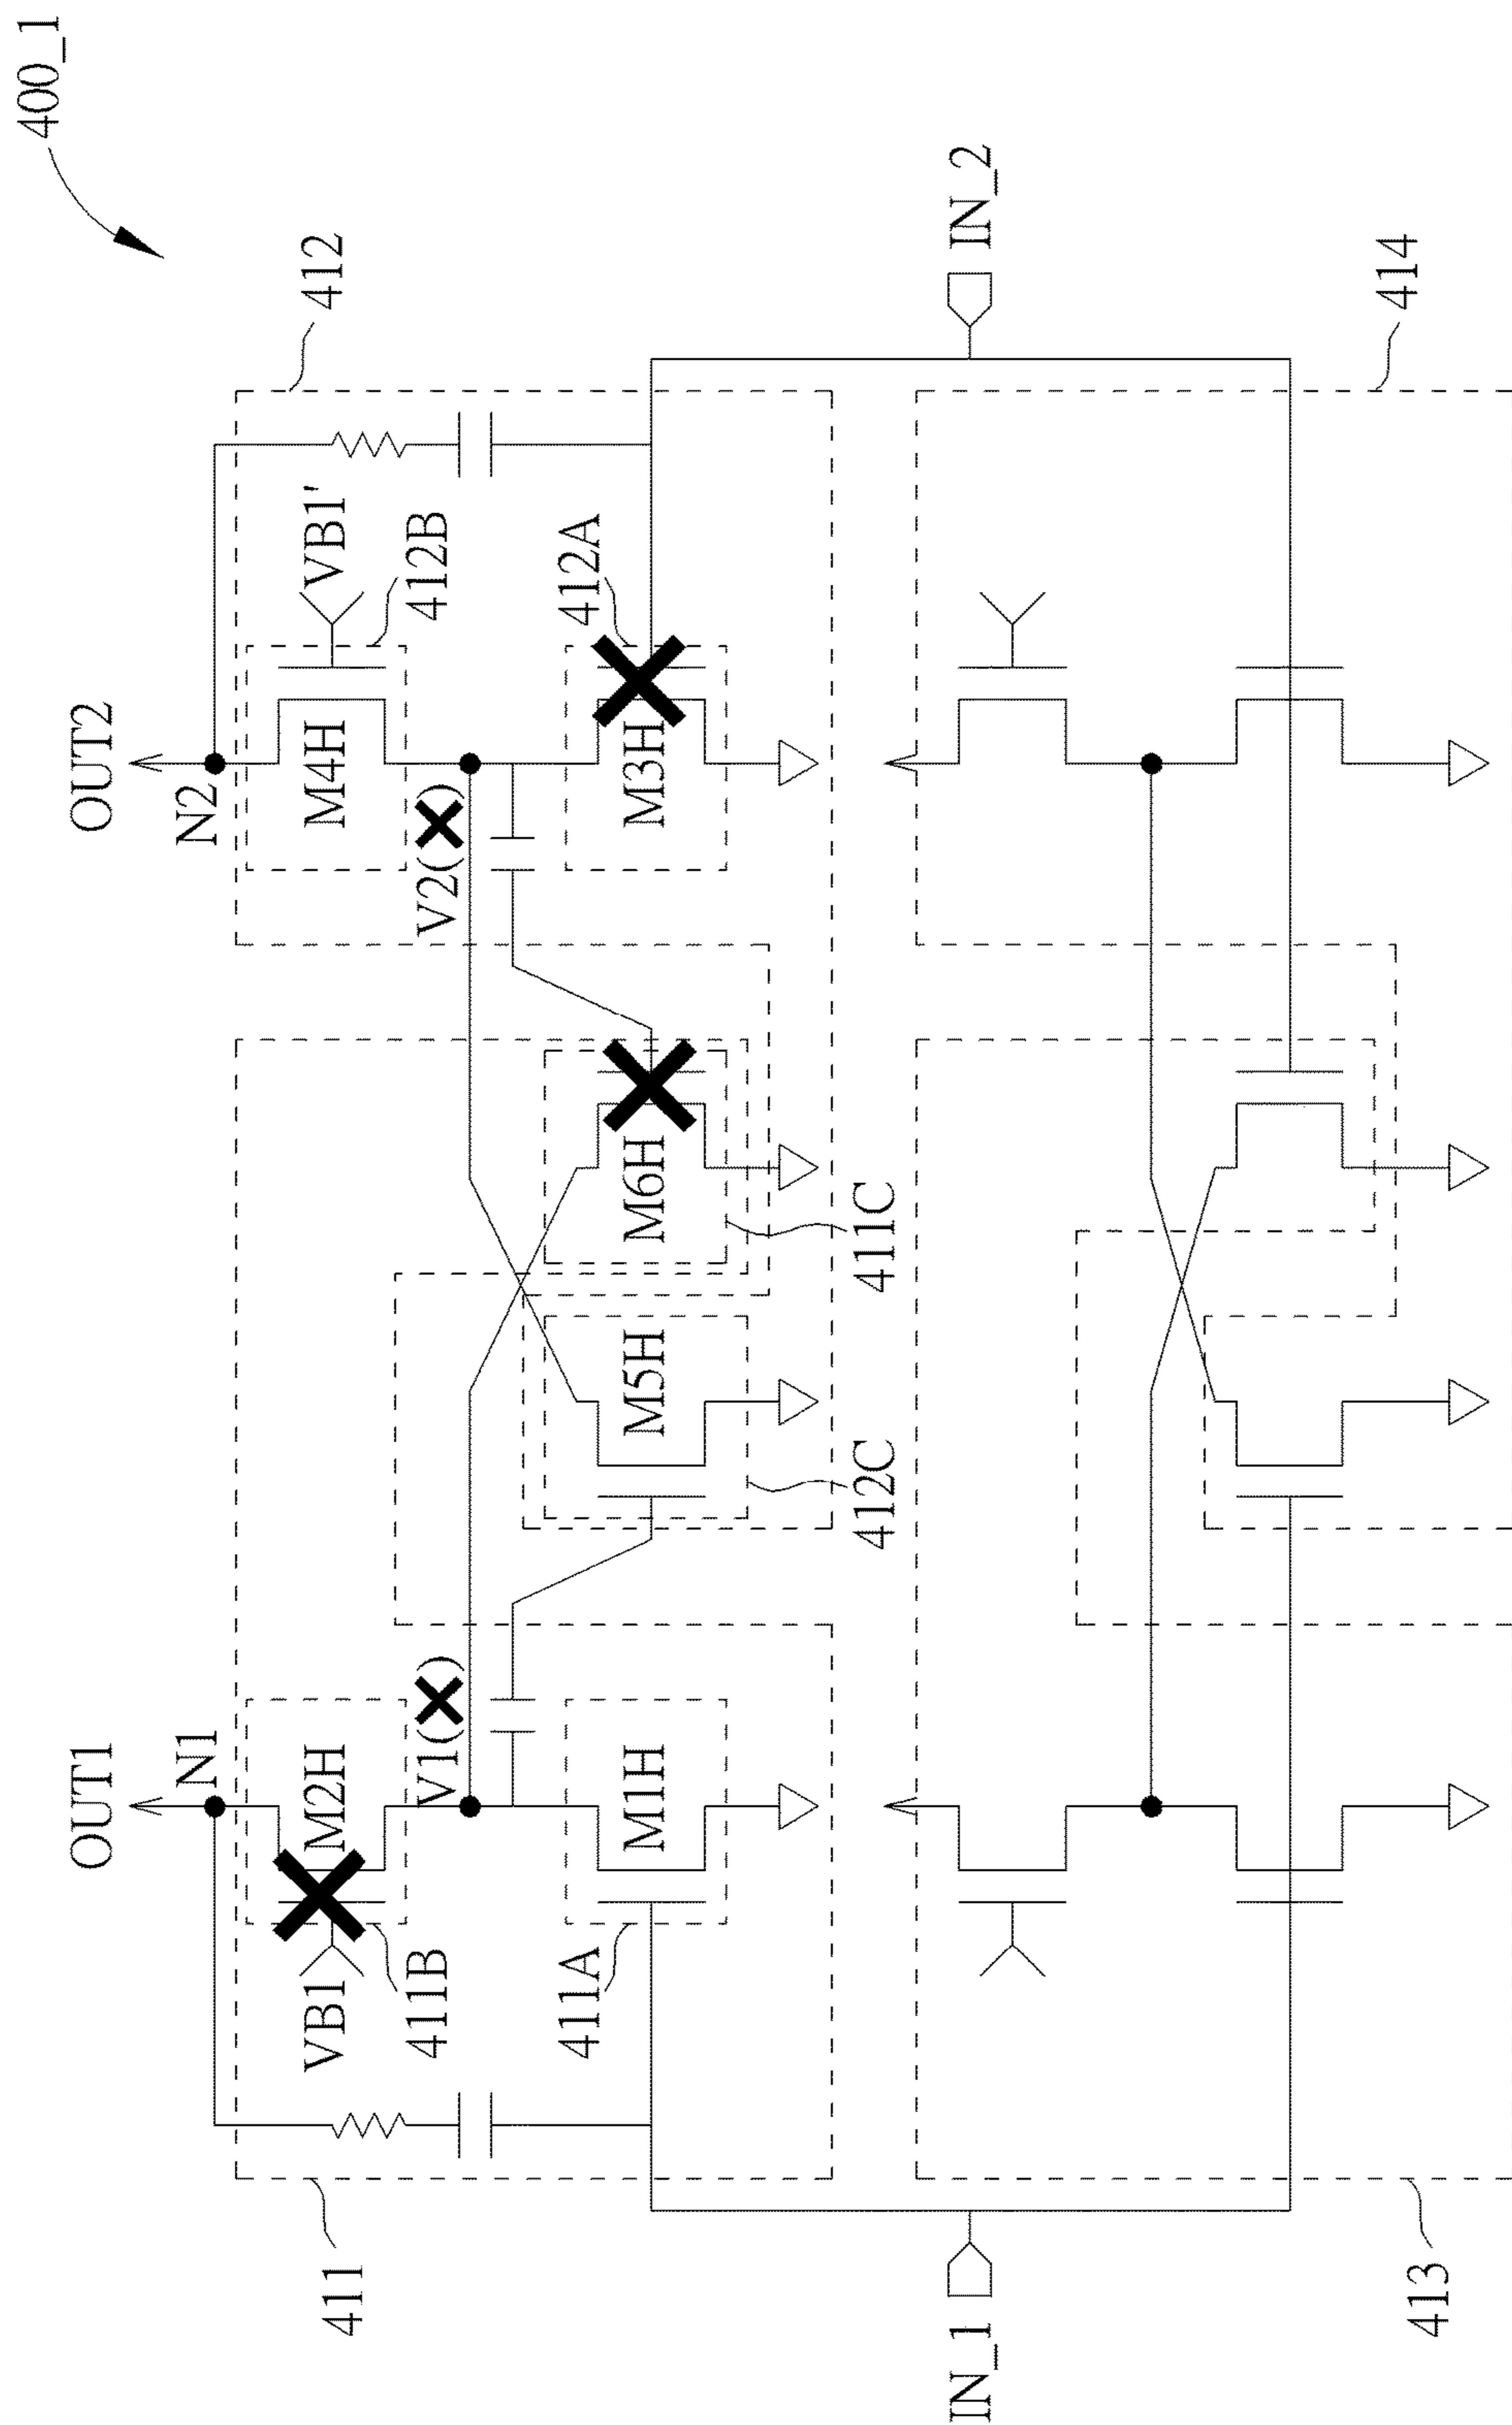 400_1
OUT1
OUT2
N1
N2
411
412
VB1
M2H
M4H
VB1'
411B
V1(×)
V2(×)
412B
411A
M1H
M5H
M6H
M3H
412A
412C
411C
IN_1
IN_2
413
414